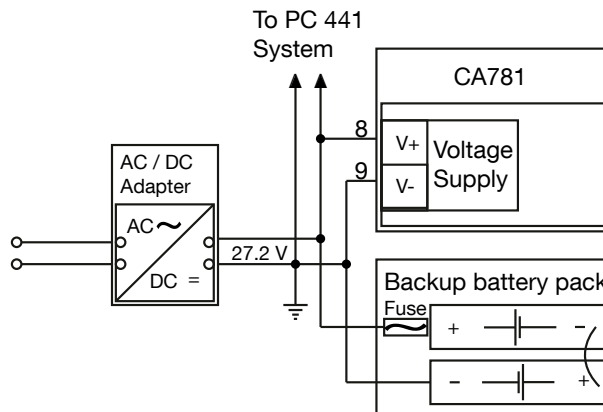 To PC 441
System
CA781
8
V+
9
V-
Voltage
Supply
AC / DC
Adapter
AC
DC =
27.2 V
Backup battery pack
Fuse
+ -
- +